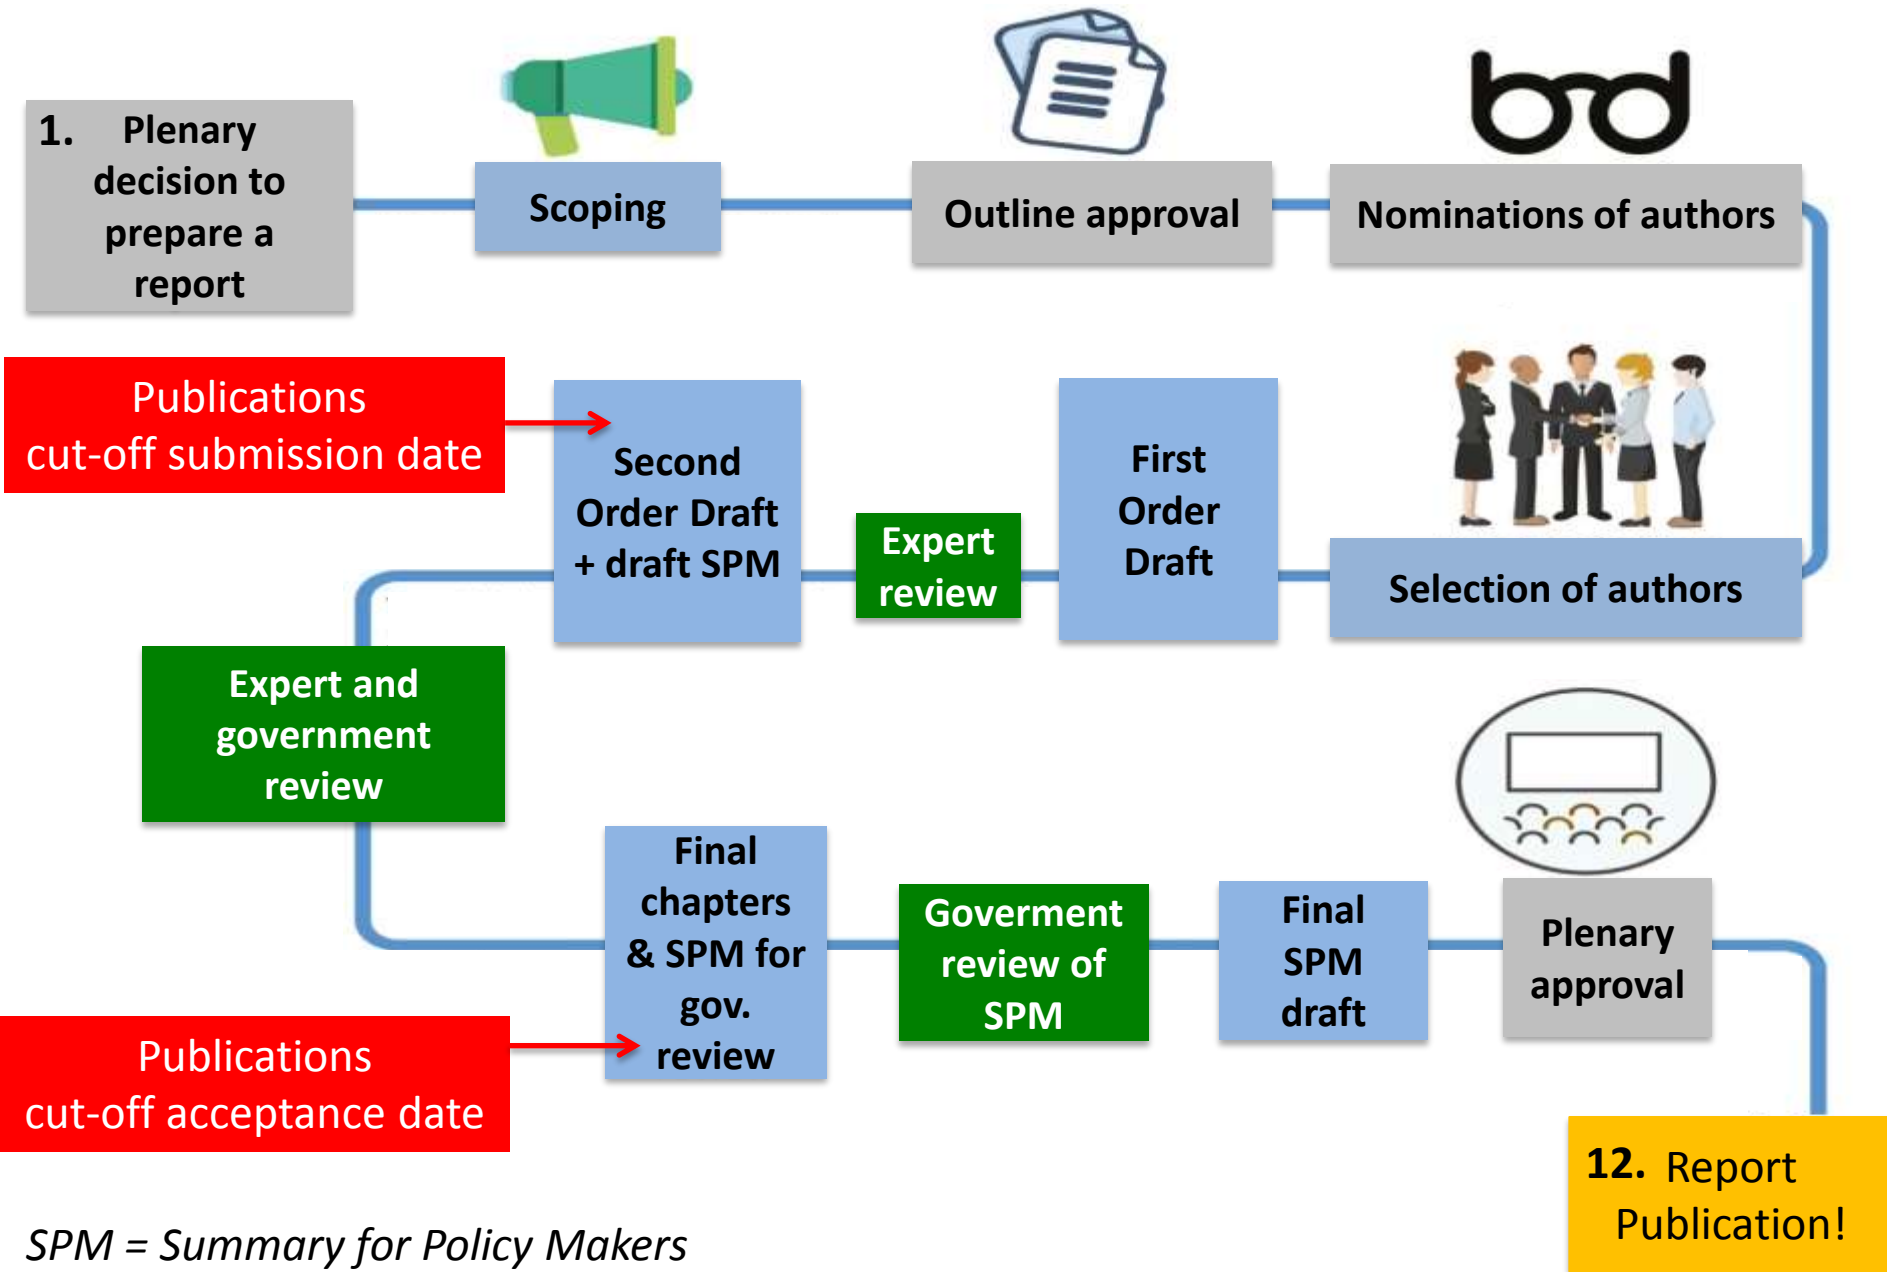 1. Plenary
decision to
prepare a
report
Scoping
Outline approval
Nominations of authors
Publications
cut-off submission date
Second
Order Draft
+ draft SPM
Expert
review
First
Order
Draft
Selection of authors
Expert and
government
review
Final
chapters
& SPM for
gov.
review
Goverment
review of
SPM
Final
SPM
draft
Plenary
approval
Publications
cut-off acceptance date
12. Report
Publication!
SPM = Summary for Policy Makers